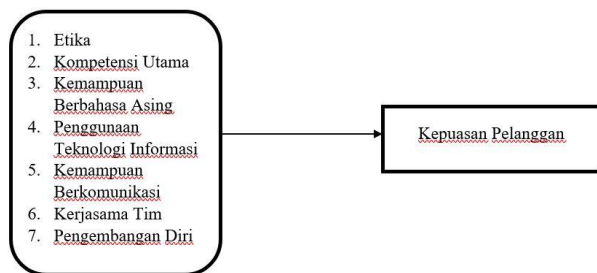 1. Etika
2. Kompetensi Utama
3. Kemampuan
Berbahasa Asing
4. Penggunaan
Teknologi Informasi
5. Kemampuan
Berkomunikasi
6. Kerjasama Tim
7. Pengembangan Diri
Kepuasan Pelanggan